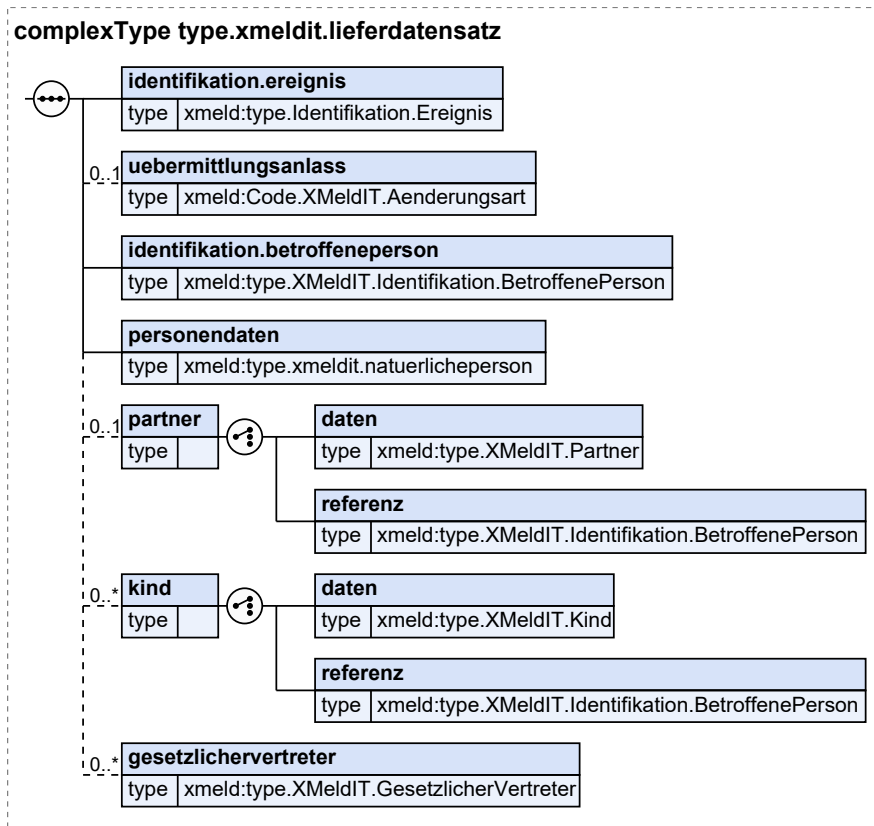 complexType type.xmeldit.lieferdatensatz
identifikation.ereignis
type xmeld:type.Identifikation.Ereignis
0..1 uebermittlungsanlass
type xmeld:Code.XMeldIT.Aenderungsart
identifikation.betroffeneperson
type xmeld:type.XMeldIT.Identifikation.BetroffenePerson
personendaten
type xmeld:type.xmeldit.natuerlicheperson
0..1 partner
type
daten
type xmeld:type.XMeldIT.Partner
referenz
type xmeld:type.XMeldIT.Identifikation.BetroffenePerson
0..* kind
type
daten
type xmeld:type.XMeldIT.Kind
referenz
type xmeld:type.XMeldIT.Identifikation.BetroffenePerson
0..* gesetzlichervertreter
type xmeld:type.XMeldIT.GesetzlicherVertreter